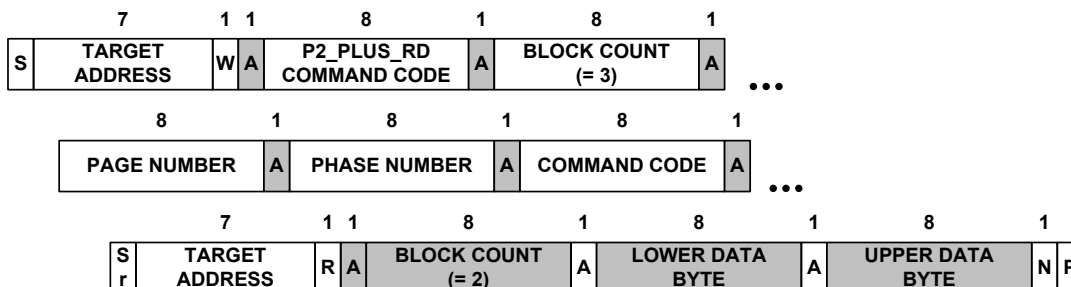 7 1 1 8 1 8 1
S TARGET ADDRESS W A P2_PLUS_RD COMMAND CODE A BLOCK COUNT (= 3) A ...
8 1 8 1 8 1
PAGE NUMBER A PHASE NUMBER A COMMAND CODE A ...
7 1 1 8 1 8 1 8 1
Sr TARGET ADDRESS R A BLOCK COUNT (= 2) A LOWER DATA BYTE A UPPER DATA BYTE N P